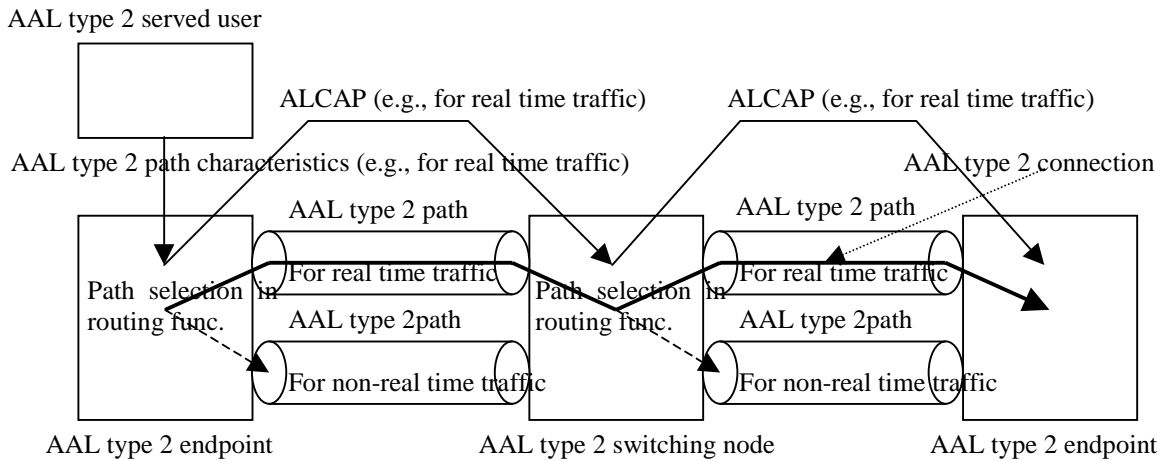 AAL type 2 served user
ALCAP (e.g., for real time traffic)
ALCAP (e.g., for real time traffic)
AAL type 2 path characteristics (e.g., for real time traffic)
AAL type 2 connection
AAL type 2 path
AAL type 2 path
For real time traffic
For real time traffic
Path selection in
routing func.
Path selection in
routing func.
AAL type 2path
AAL type 2path
For non-real time traffic
For non-real time traffic
AAL type 2 endpoint
AAL type 2 switching node
AAL type 2 endpoint